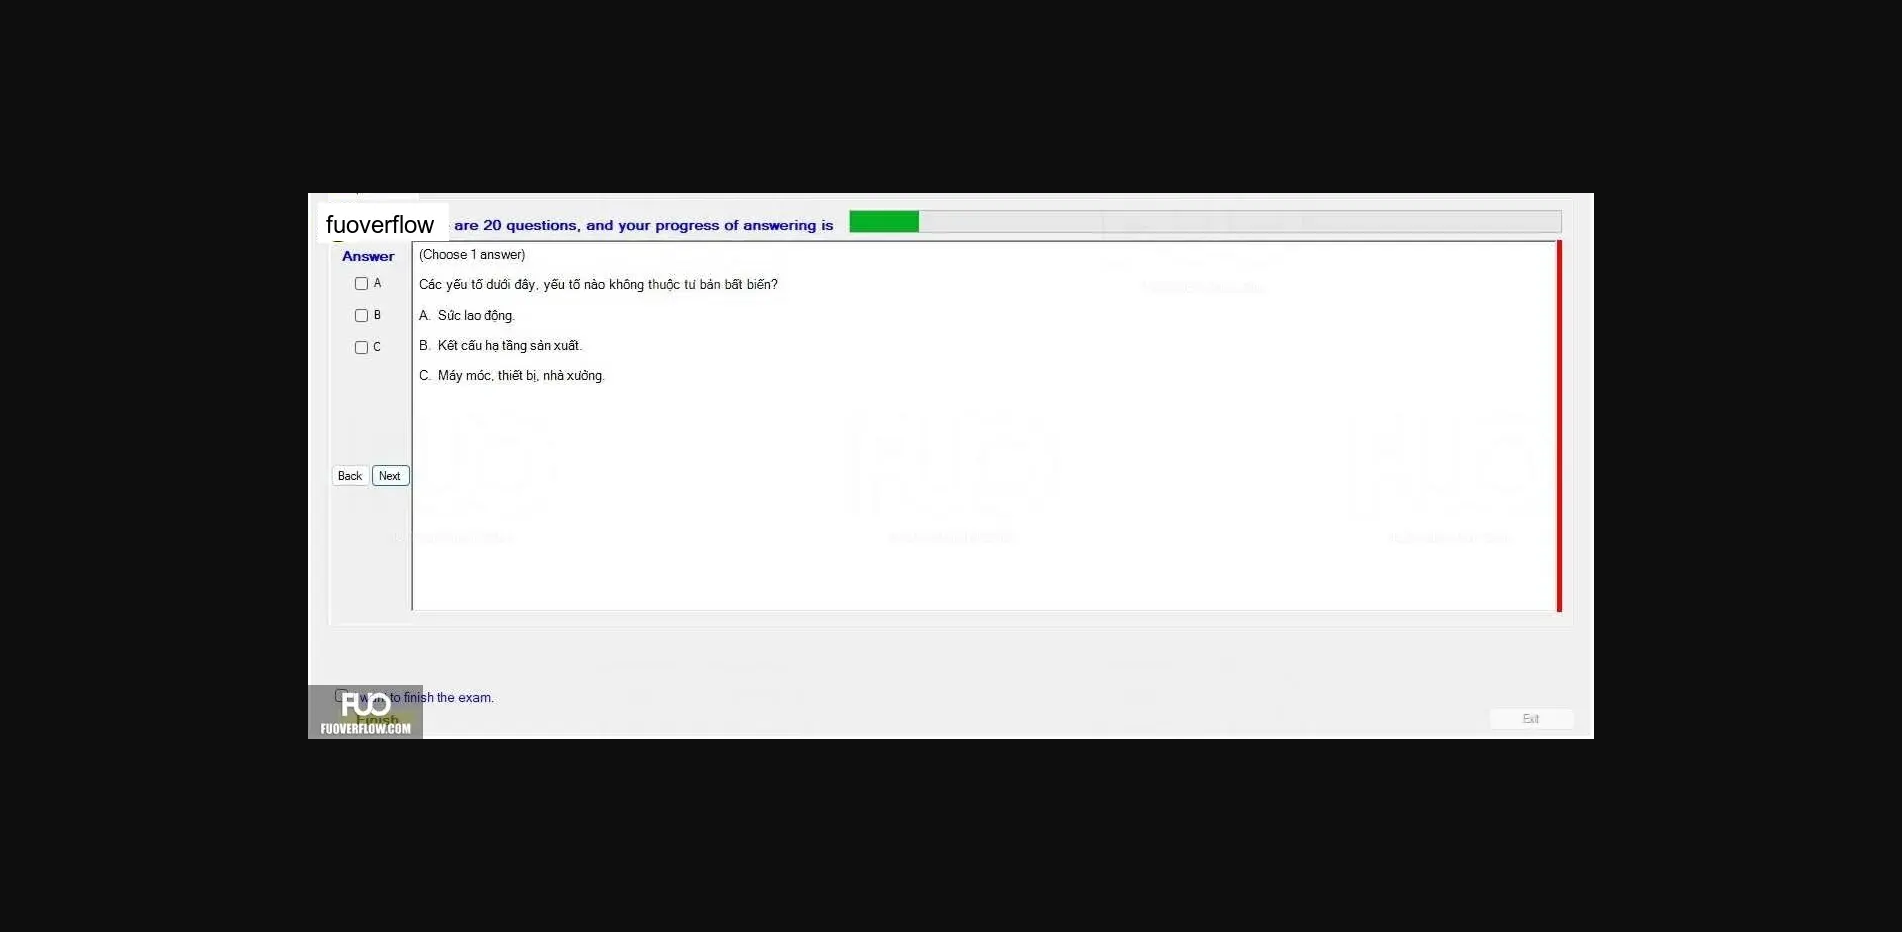 fuoverflow
are 20 questions, and your progress of answering is
Answer
(Choose 1 answer)
A
Các yếu tố dưới đây, yếu tố nào không thuộc tư bản bất biến?
B
A. Sức lao động.
C
B. Kết cấu hạ tầng sản xuất.
C. Máy móc, thiết bị, nhà xưởng.
Back
Next
want to finish the exam.
FUO
Finish
FUOVERFLOW.COM
Exit